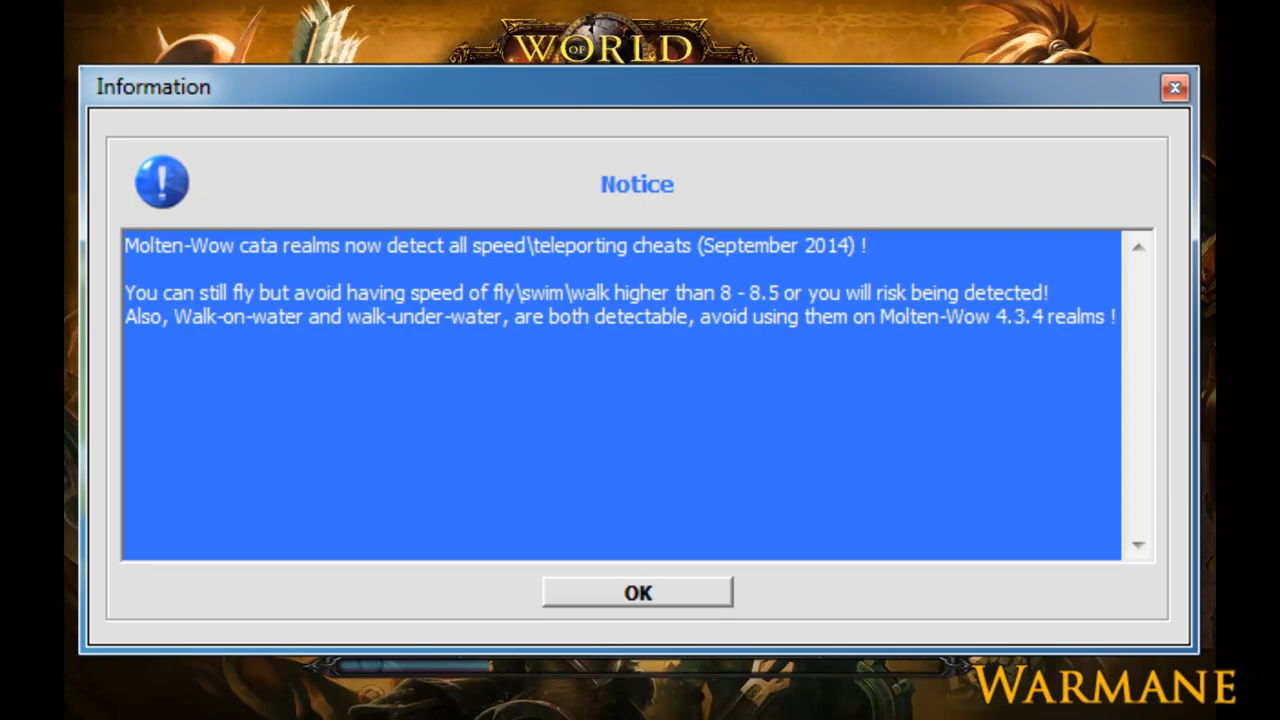 WORLD
OF
Information
x
Notice
Molten-Wow cata realms now detect all speed\teleporting cheats (September 2014) !
You can still fly but avoid having speed of fly\swim\walk higher than 8 - 8.5 or you will risk being detected!
Also, Walk-on-water and walk-under-water, are both detectable, avoid using them on Molten-Wow 4.3.4 realms !
OK
WARMANE